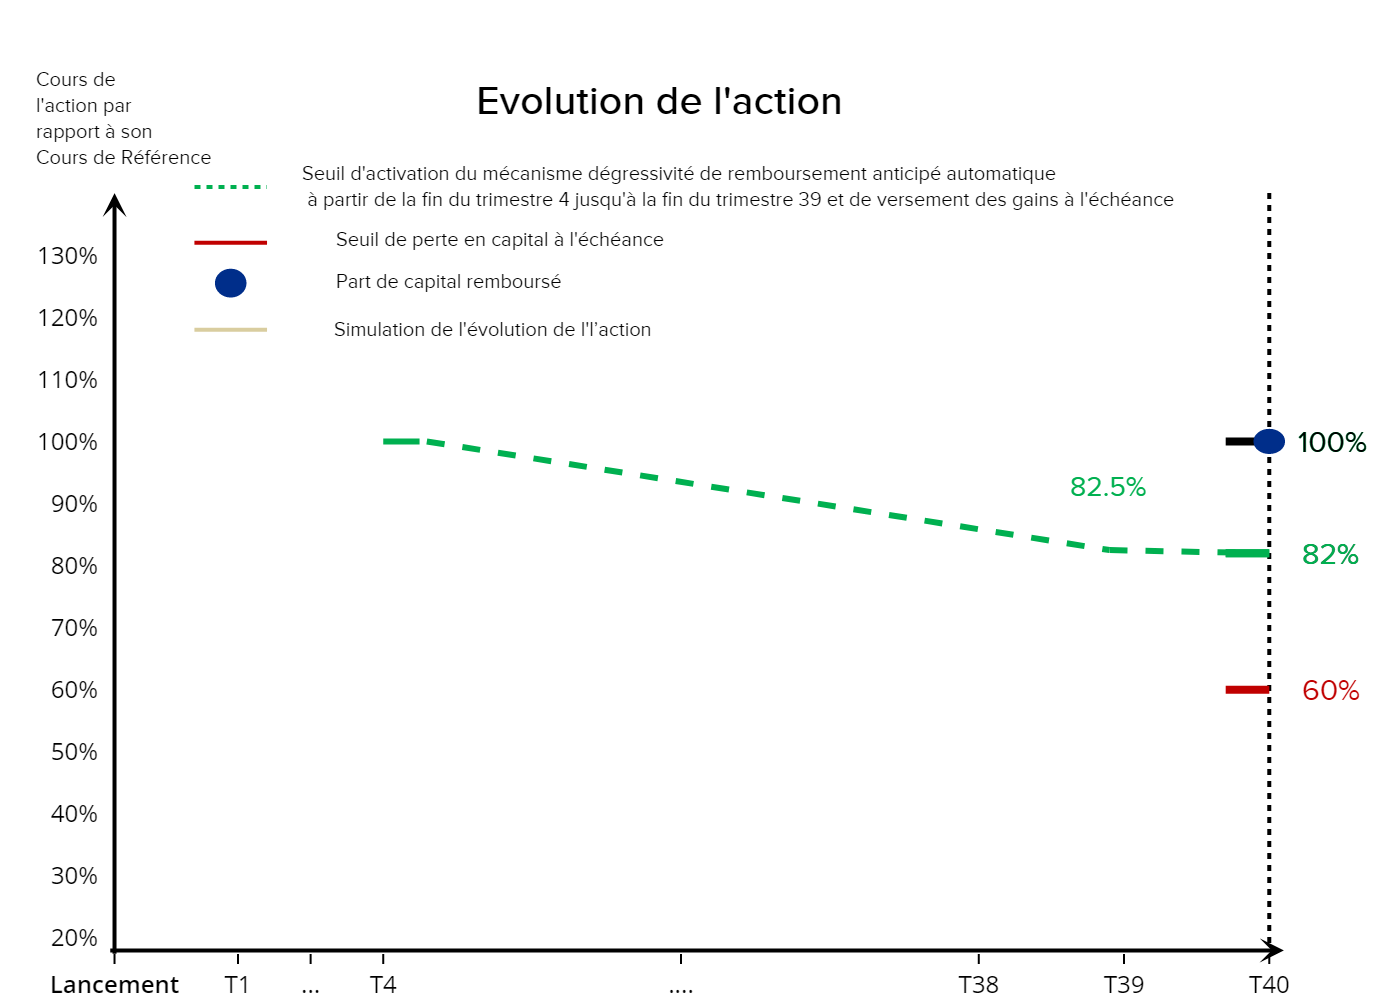 Cours de
l'action par
rapport à son
Cours de Référence
Evolution de l'action
Seuil d'activation du mécanisme dégressivité de remboursement anticipé automatique
à partir de la fin du trimestre 4 jusqu'à la fin du trimestre 39 et de versement des gains à l'échéance
Seuil de perte en capital à l'échéance
Part de capital remboursé
Simulation de l'évolution de l'l’action
130%
120%
110%
100%
90%
80%
70%
60%
50%
40%
30%
20%
82.5%
100%
82%
60%
Lancement T1 ... T4 .... T38 T39 T40